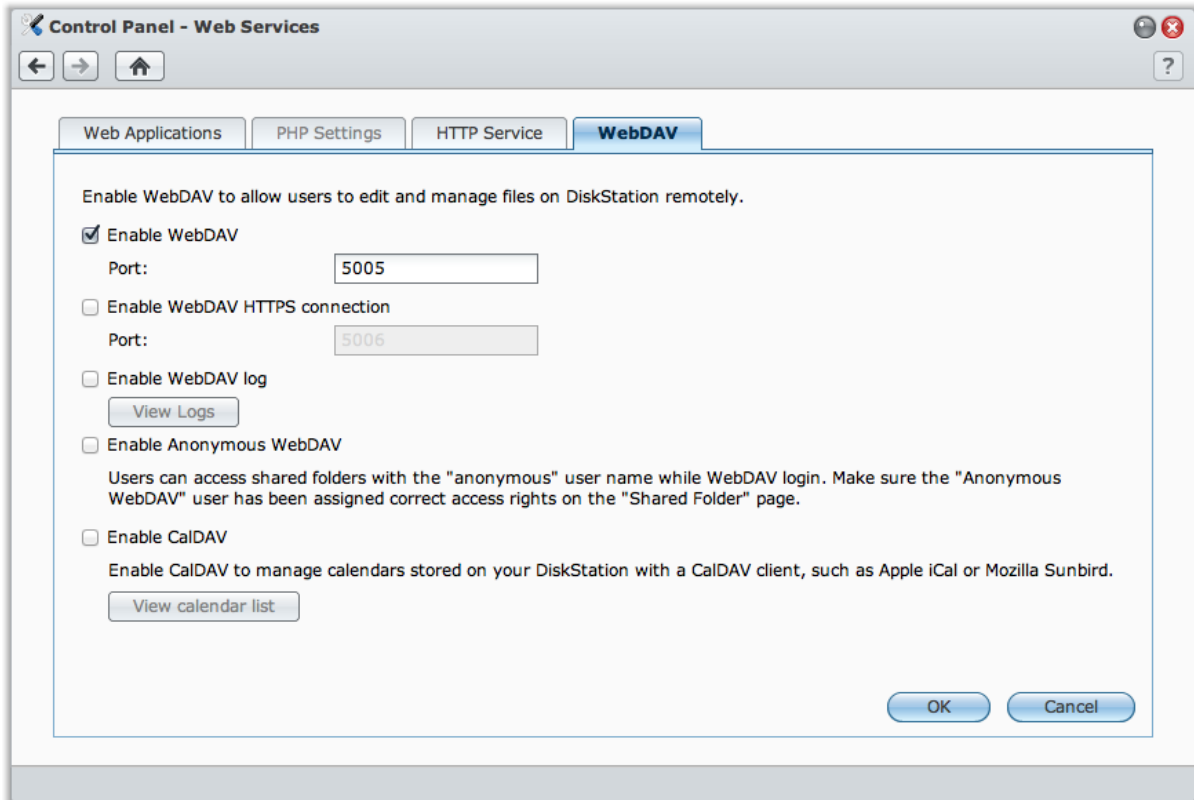 Control Panel - Web Services
?
Web Applications PHP Settings HTTP Service WebDAV
Enable WebDAV to allow users to edit and manage files on DiskStation remotely.
Enable WebDAV
Port: 5005
Enable WebDAV HTTPS connection
Port: 5006
Enable WebDAV log
View Logs
Enable Anonymous WebDAV
Users can access shared folders with the "anonymous" user name while WebDAV login. Make sure the "Anonymous
WebDAV" user has been assigned correct access rights on the "Shared Folder" page.
Enable CalDAV
Enable CalDAV to manage calendars stored on your DiskStation with a CalDAV client, such as Apple iCal or Mozilla Sunbird.
View calendar list
OK Cancel